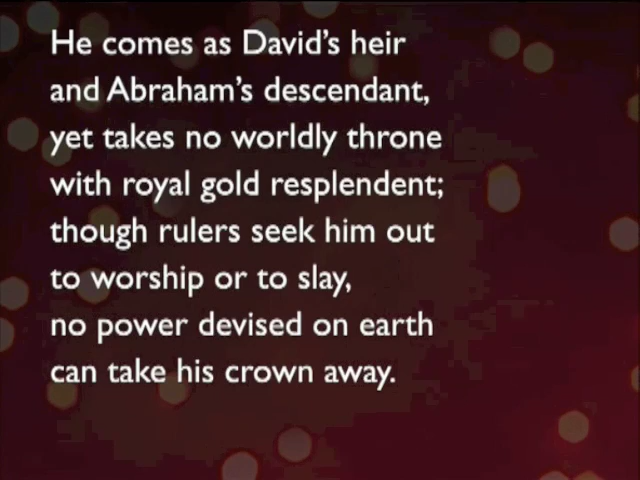 He comes as David’s heir
and Abraham’s descendant,
yet takes no worldly throne
with royal gold resplendent;
though rulers seek him out
to worship or to slay,
no power devised on earth
can take his crown away.